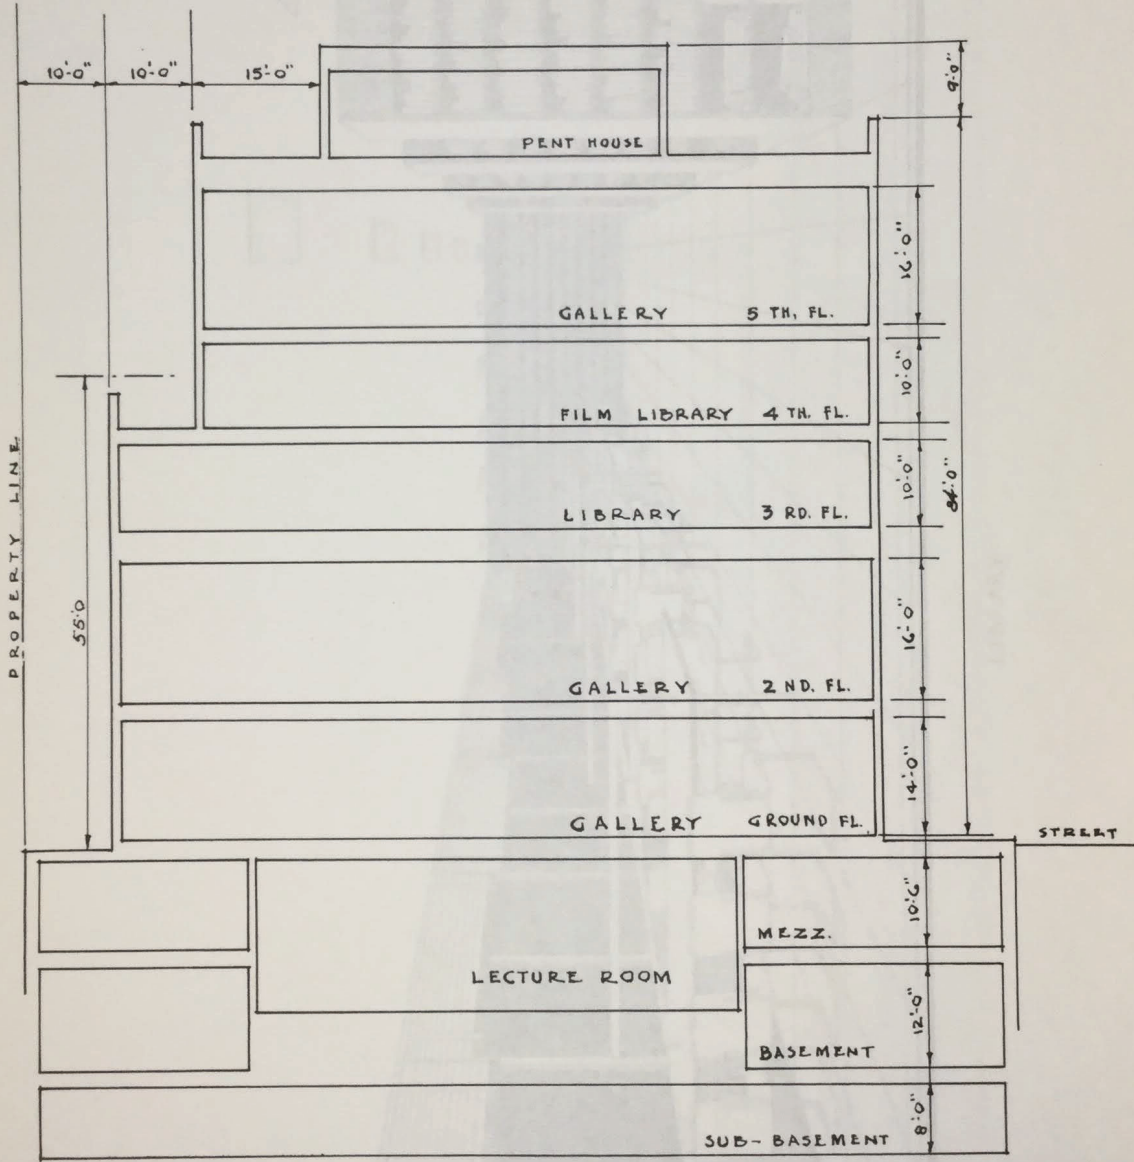 10'-0" 10'-0" 15'-0"
9'-0"
PENT HOUSE
16'-0"
GALLERY 5 TH. FL.
10'-0"
FILM LIBRARY 4 TH. FL.
10'-0"
LIBRARY 3 RD. FL.
PROPERTY LINE
55'-0
16'-0"
GALLERY 2 ND. FL.
14'-0"
GALLERY GROUND FL.
STREET
10'-6"
MEZZ.
LECTURE ROOM
12'-0"
BASEMENT
8'-0"
SUB-BASEMENT